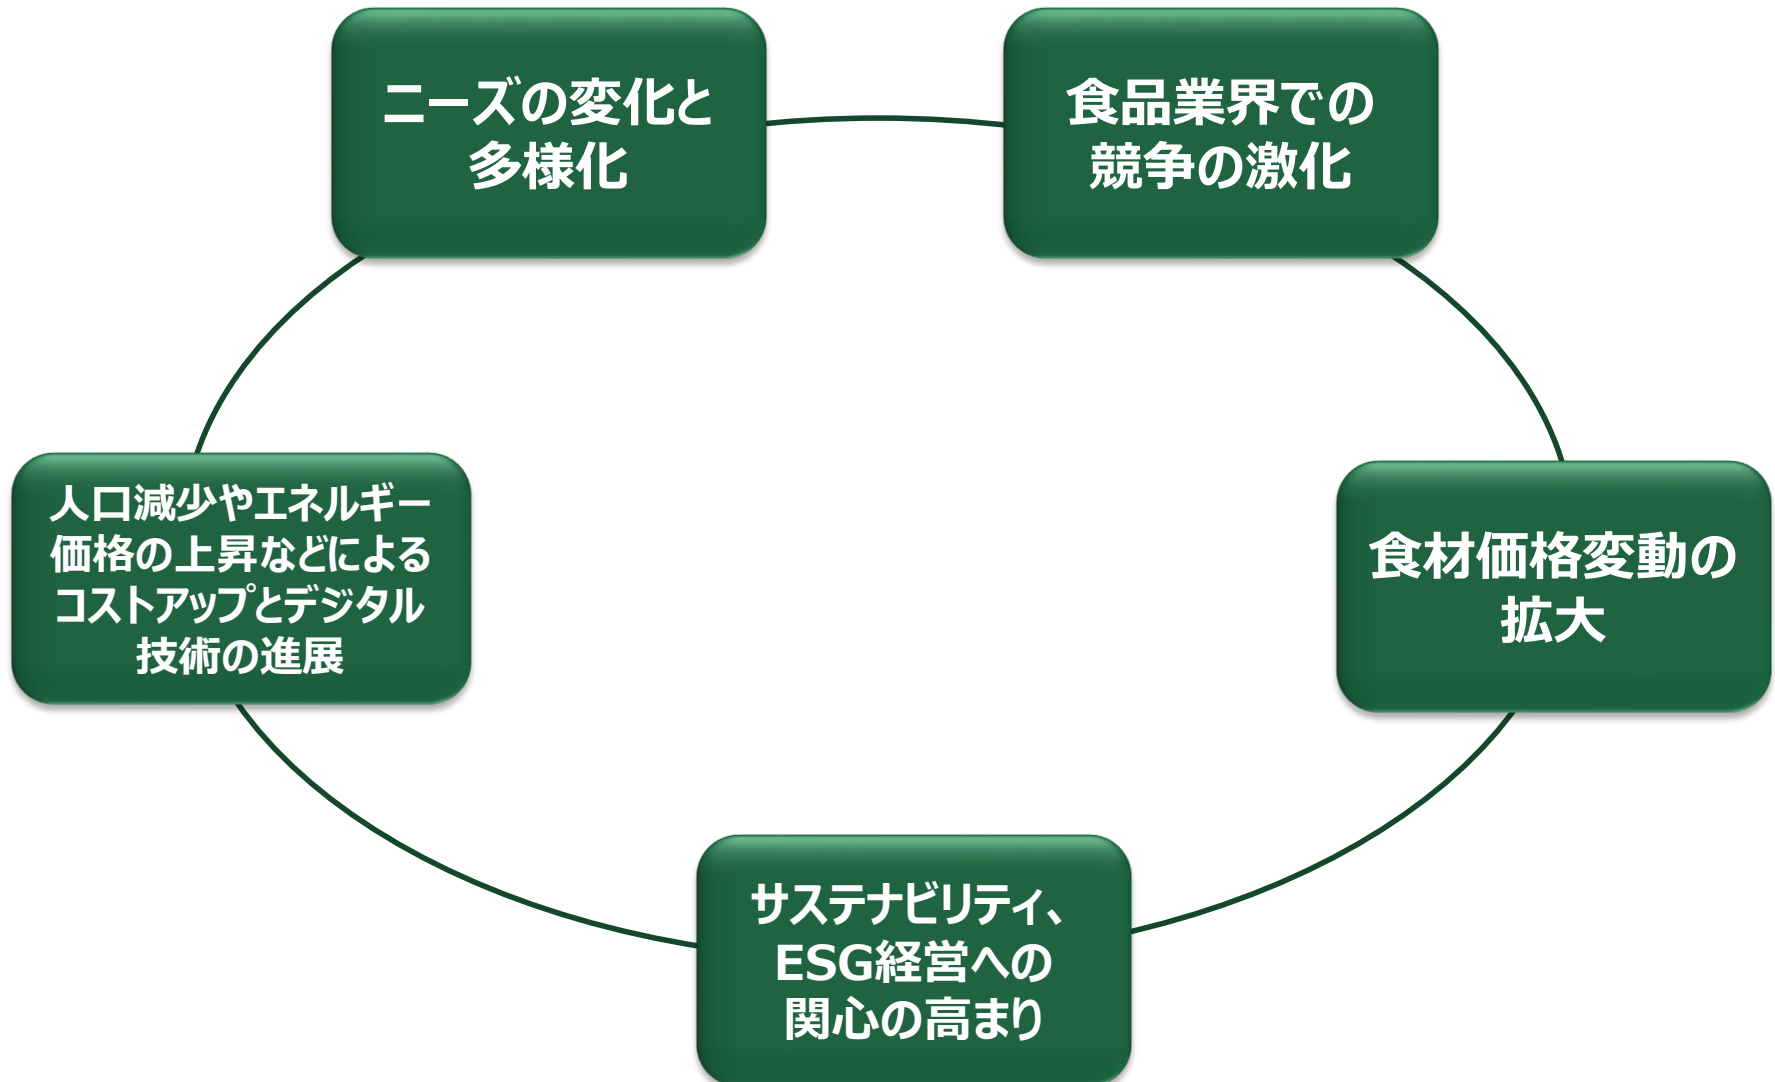 ニーズの変化と
多様化
食品業界での
競争の激化
人口減少やエネルギー
価格の上昇などによる
コストアップとデジタル
技術の進展
食材価格変動の
拡大
サステナビリティ、
ESG経営への
関心の高まり